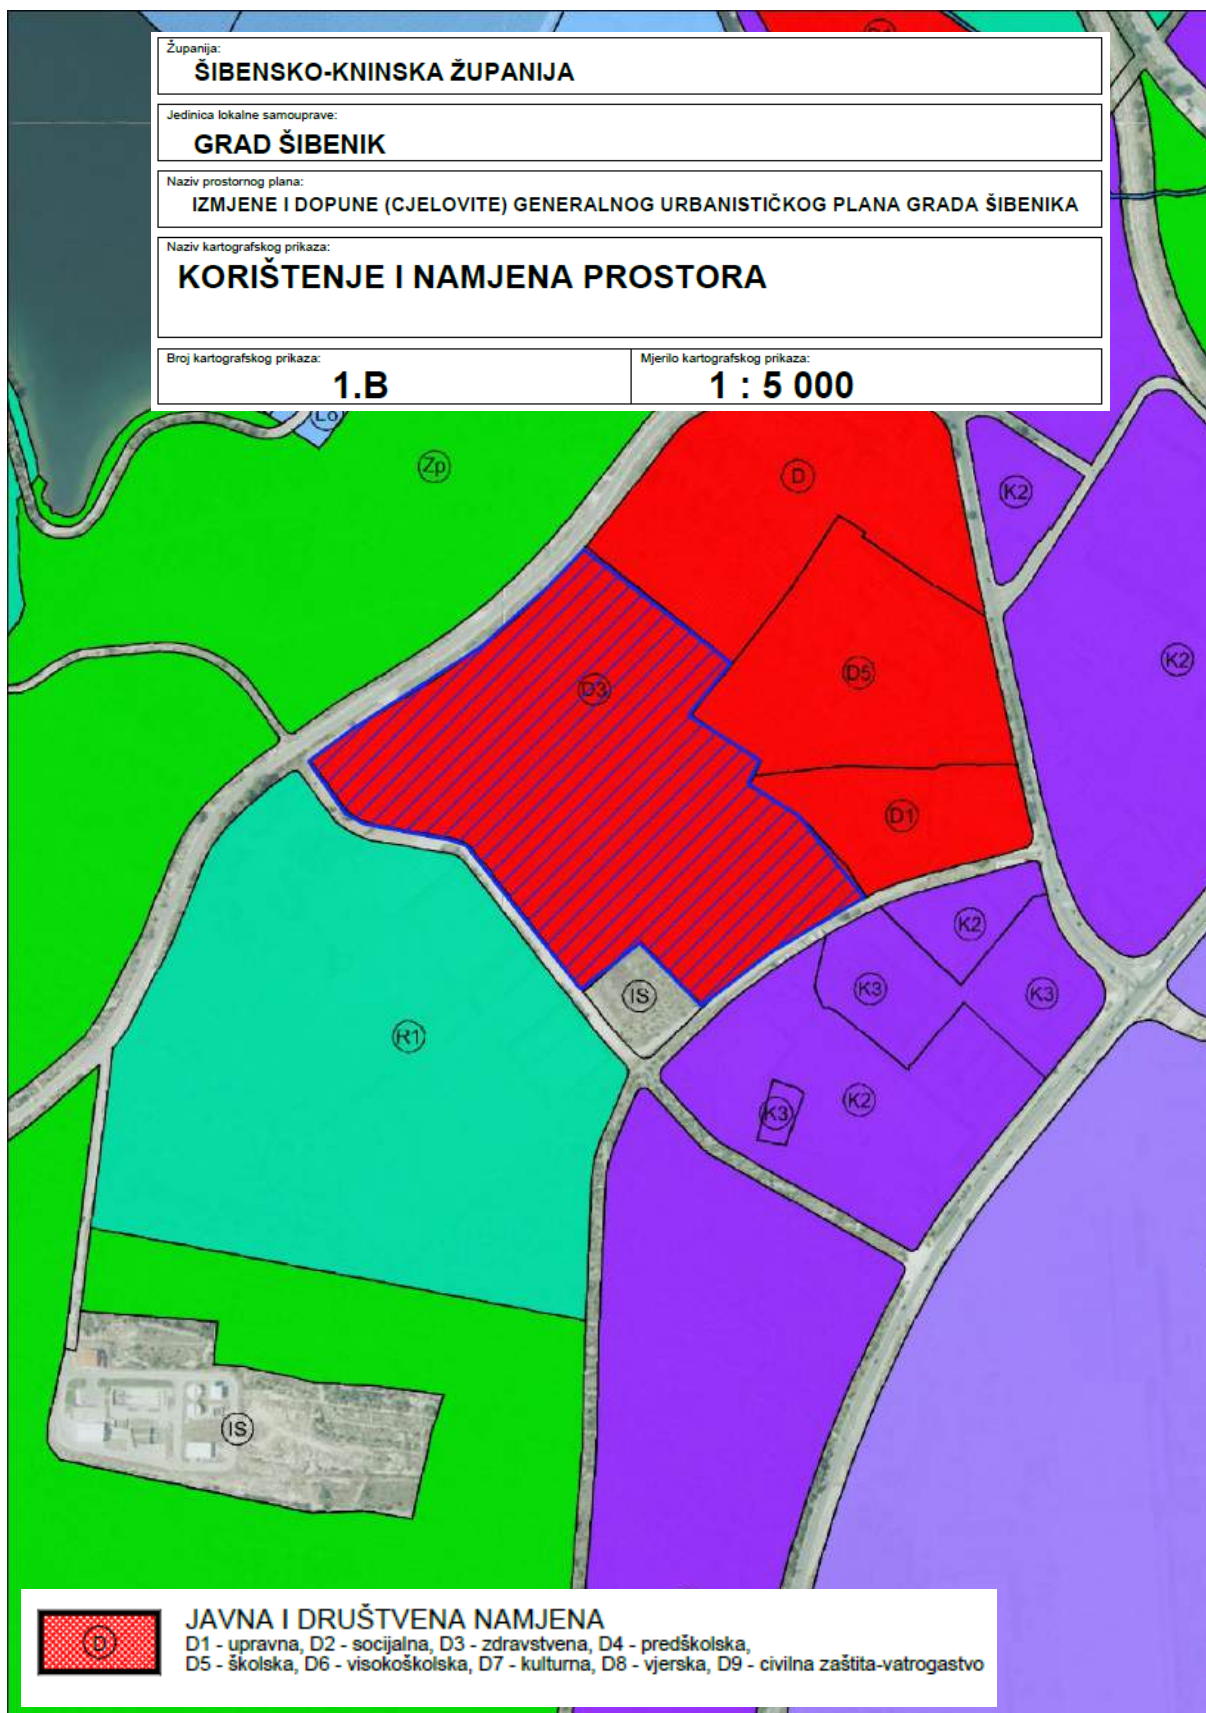 Županija:
ŠIBENSKO-KNINSKA ŽUPANIJA
Jedinica lokalne samouprave:
GRAD ŠIBENIK
Naziv prostornog plana:
IZMJENE I DOPUNE (CJELOVITE) GENERALNOG URBANISTIČKOG PLANA GRADA ŠIBENIKA
Naziv kartografskog prikaza:
KORIŠTENJE I NAMJENA PROSTORA
Broj kartografskog prikaza:
1.B
Mjerilo kartografskog prikaza:
1 : 5 000
Zp
D
K2
K2
D5
D3
D1
K2
K3
K3
IS
R1
K2
K3
IS
D
JAVNA I DRUŠTVENA NAMJENA
D1 - upravna, D2 - socijalna, D3 - zdravstvena, D4 - predškolska,
D5 - školska, D6 - visokoškolska, D7 - kulturna, D8 - vjerska, D9 - civilna zaštita-vatrogastvo